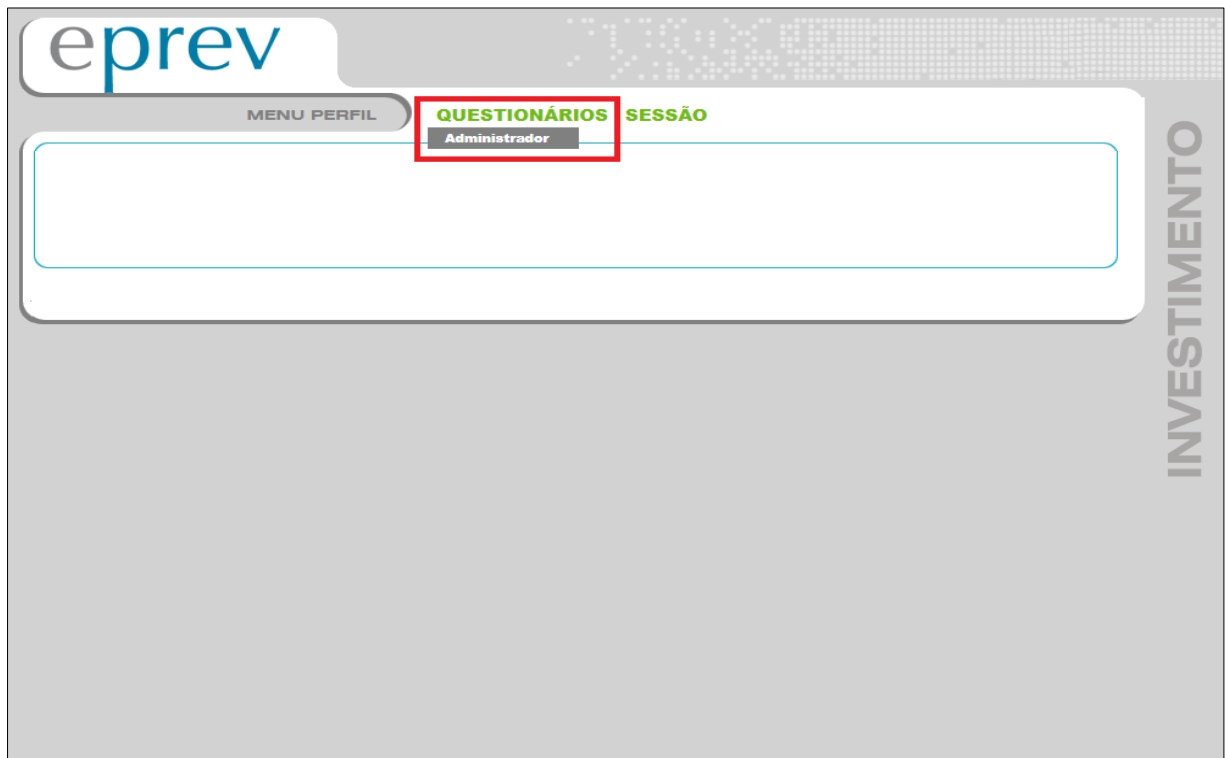 eprev
MENU PERFIL QUESTIONÁRIOS SESSÃO
Administrador
INVESTIMENTO